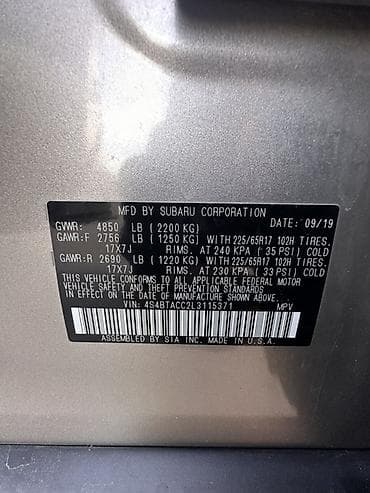 MFD BY SUBARU CORPORATION
DATE: 09/19
GVWR: 4850 LB ( 2200 KG)
GAWR:F 2756 LB ( 1250 KG) WITH 225/65R17 102H TIRES.
17X7J RIMS. AT 240 KPA ( 35 PSI) COLD
GAWR:R 2690 LB ( 1220 KG) WITH 225/65R17 102H TIRES.
17X7J RIMS. AT 230 KPA ( 33 PSI) COLD
THIS VEHICLE CONFORMS TO ALL APPLICABLE FEDERAL MOTOR
VEHICLE SAFETY AND THEFT PREVENTION STANDARDS
IN EFFECT ON THE DATE OF MANUFACTURE SHOWN ABOVE.
VIN: 4S4BTACC2L3115371 MPV
ASSEMBLED BY SIA INC. MADE IN U.S.A.